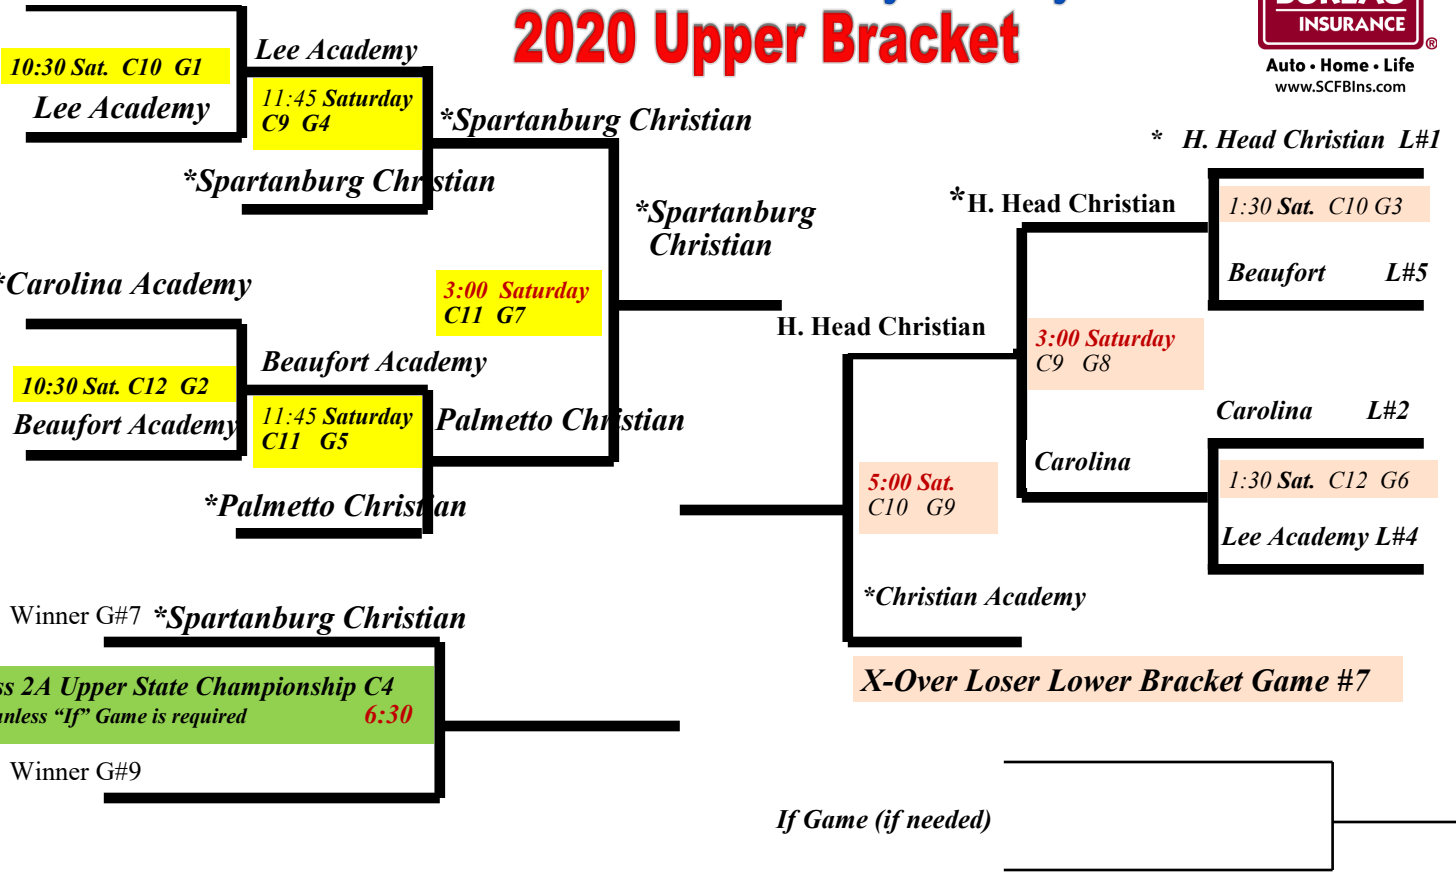 2020 Upper Bracket
INSURANCE
®
Auto • Home • Life
www.SCFBIns.com
10:30 Sat. C10 G1
Lee Academy
Lee Academy
11:45 Saturday
C9 G4
*Spartanburg Christian
*Spartanburg Christian
*Spartanburg
Christian
*Carolina Academy
10:30 Sat. C12 G2
Beaufort Academy
Beaufort Academy
11:45 Saturday
C11 G5
*Palmetto Christian
3:00 Saturday
C11 G7
Palmetto Christian
* H. Head Christian L#1
1:30 Sat. C10 G3
Beaufort L#5
*H. Head Christian
3:00 Saturday
C9 G8
H. Head Christian
Carolina L#2
1:30 Sat. C12 G6
Lee Academy L#4
Carolina
5:00 Sat.
C10 G9
*Christian Academy
X-Over Loser Lower Bracket Game #7
Winner G#7 *Spartanburg Christian
2A Upper State Championship C4
unless “If” Game is required 6:30
Winner G#9
If Game (if needed)